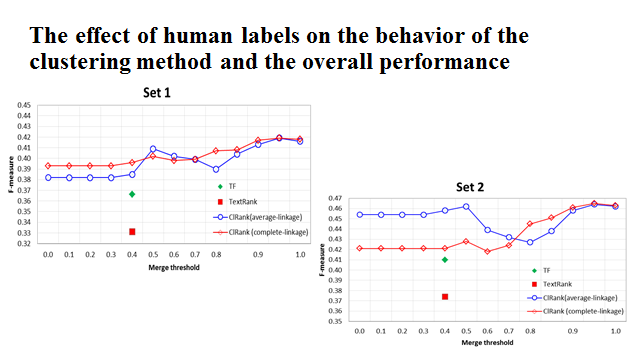 The effect of human labels on the behavior of the
clustering method and the overall performance
Set 1
0.45
0.44
0.43
0.42
0.41
0.40
0.39
0.38
0.37
0.36
0.35
0.34
0.33
0.32
F-measure
TF
TextRank
CIRank(average-linkage)
CIRank (complete-linkage)
0.0 0.1 0.2 0.3 0.4 0.5 0.6 0.7 0.8 0.9 1.0
Merge threshold
Set 2
0.47
0.46
0.45
0.44
0.43
0.42
0.41
0.40
0.39
0.38
0.37
0.36
0.35
F-measure
TF
TextRank
CIRank(average-linkage)
CIRank (complete-linkage)
0.0 0.1 0.2 0.3 0.4 0.5 0.6 0.7 0.8 0.9 1.0
Merge threshold